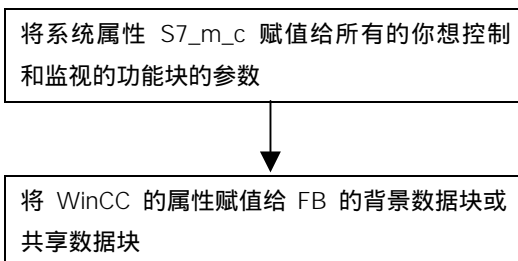 将系统属性 S7_m_c 赋值给所有的你想控制
和监视的功能块的参数
将 WinCC 的属性赋值给 FB 的背景数据块或
共享数据块